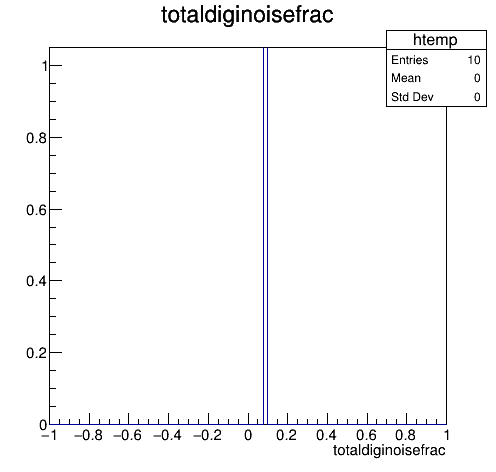 totaldiginoisefrac
htemp
Entries 10
Mean 0
Std Dev 0
1
0.8
0.6
0.4
0.2
0
−1 −0.8 −0.6 −0.4 −0.2 0 0.2 0.4 0.6 0.8 1
totaldiginoisefrac